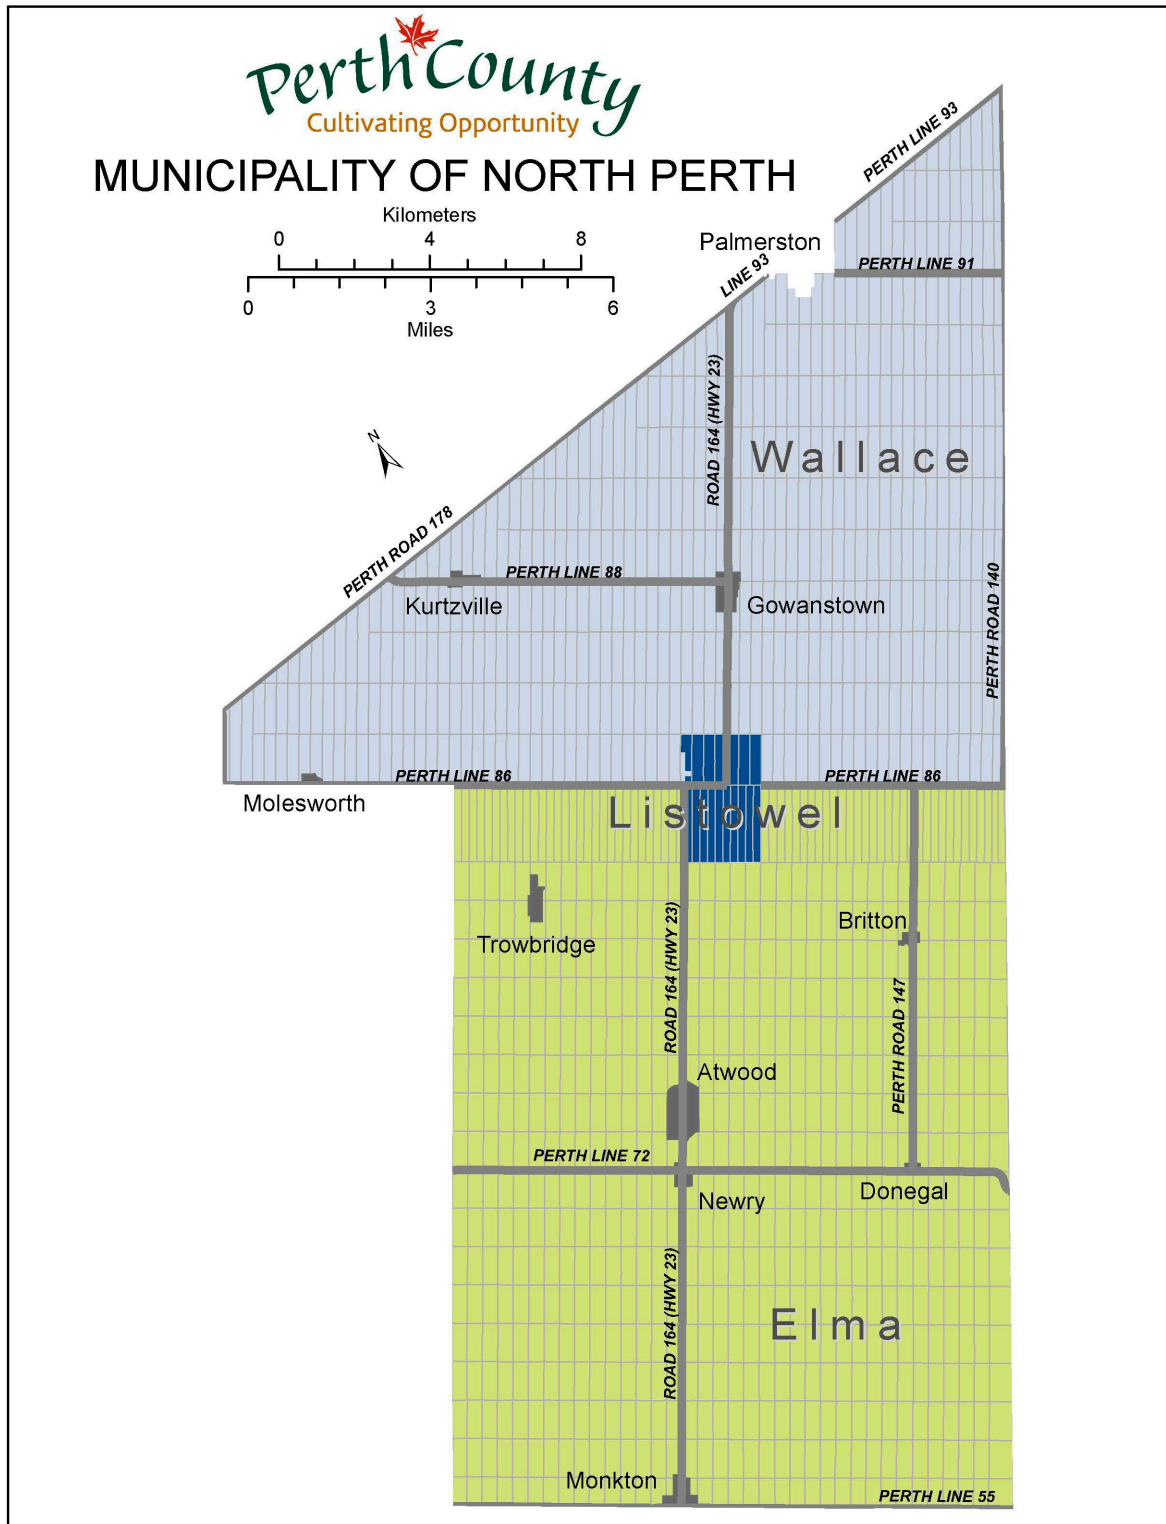 Perth County
Cultivating Opportunity
MUNICIPALITY OF NORTH PERTH
Kilometers
0 4 8
0 3 6
Miles
PERTH LINE 93
Palmerston
PERTH LINE 91
LINE 93
ROAD 164 (HWY 23)
N
Wallace
PERTH ROAD 178
PERTH LINE 88
Kurtzville
Gowanstown
PERTH ROAD 140
PERTH LINE 86
PERTH LINE 86
Molesworth
Listowel
Trowbridge
Britton
ROAD 164 (HWY 23)
PERTH ROAD 147
Atwood
PERTH LINE 72
Newry
Donegal
ROAD 164 (HWY 23)
Elma
Monkton
PERTH LINE 55